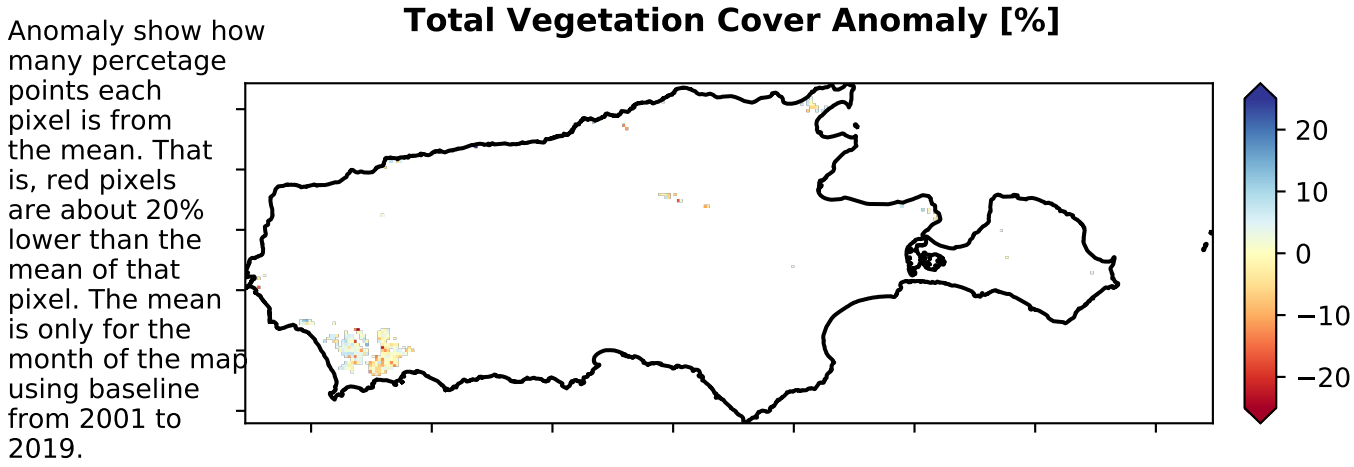 Total Vegetation Cover Anomaly [%]
Anomaly show how
many percetage
points each
pixel is from
the mean. That
is, red pixels
are about 20%
lower than the
mean of that
pixel. The mean
is only for the
month of the map
using baseline
from 2001 to
2019.
20
10
0
−10
−20